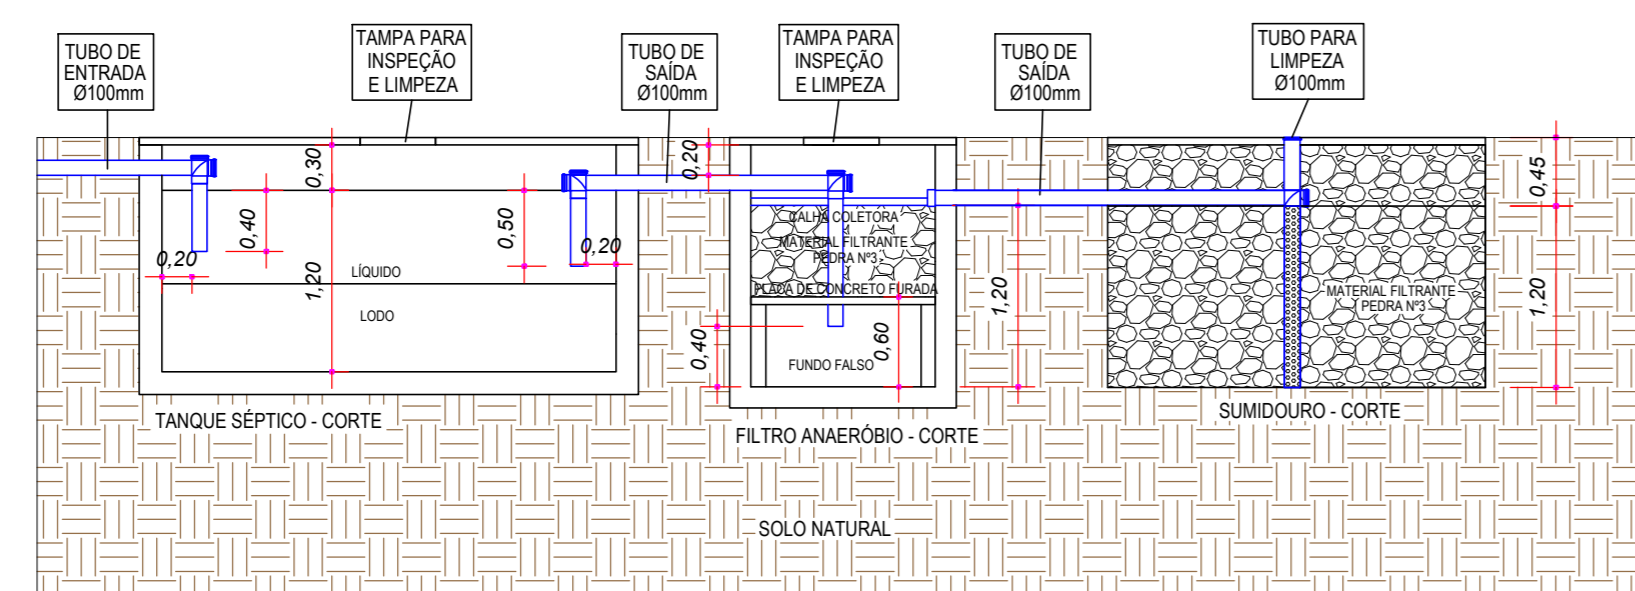 TUBO DE
ENTRADA
Ø100mm
TAMPA PARA
INSPEÇÃO
E LIMPEZA
TUBO DE
SAÍDA
Ø100mm
TAMPA PARA
INSPEÇÃO
E LIMPEZA
TUBO DE
SAÍDA
Ø100mm
TUBO PARA
LIMPEZA
Ø100mm
0,30
0,40
0,20
1,20
0,50
0,20
LÍQUIDO
LODO
TANQUE SÉPTICO - CORTE
0,20
CALHA COLETORA
MATERIAL FILTRANTE
PEDRA Nº3
PLACA DE CONCRETO FURADA
0,40
0,60
FUNDO FALSO
FILTRO ANAERÓBIO - CORTE
1,20
MATERIAL FILTRANTE
PEDRA Nº3
0,45
1,20
SUMIDOURO - CORTE
SOLO NATURAL